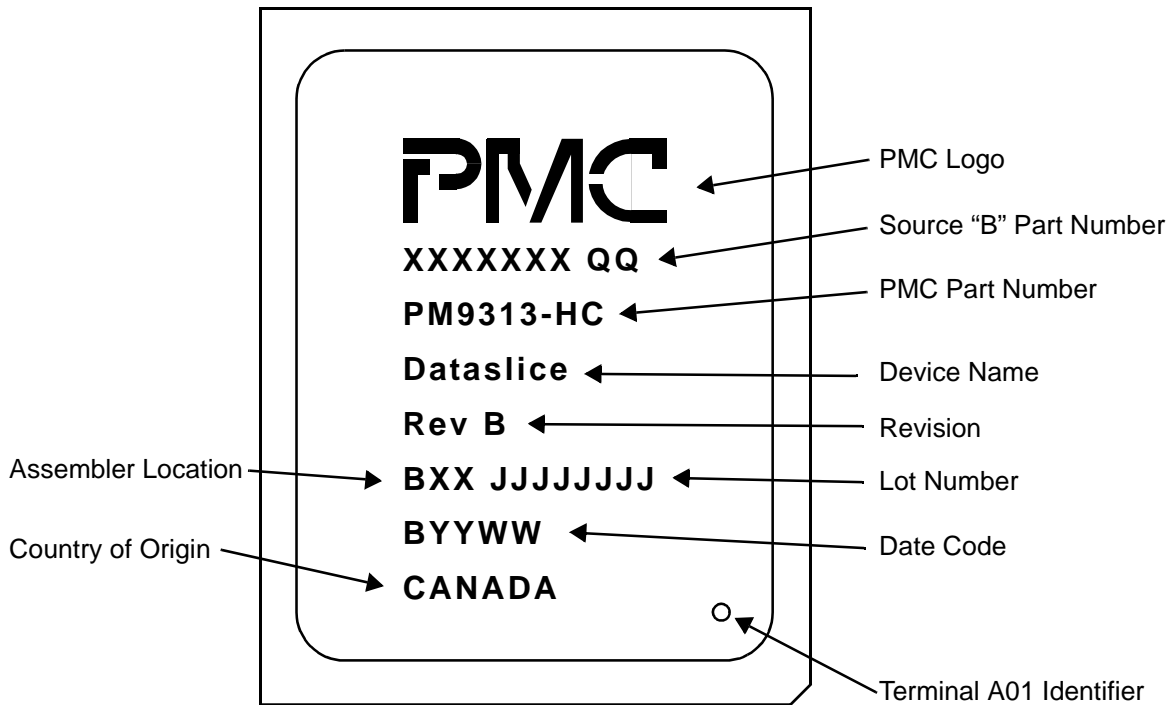 PMC
PMC Logo
XXXXXXX QQ
Source “B” Part Number
PM9313-HC
PMC Part Number
Dataslice
Device Name
Rev B
Revision
Assembler Location
BXX JJJJJJJJ
Lot Number
BYYWW
Date Code
Country of Origin
CANADA
Terminal A01 Identifier